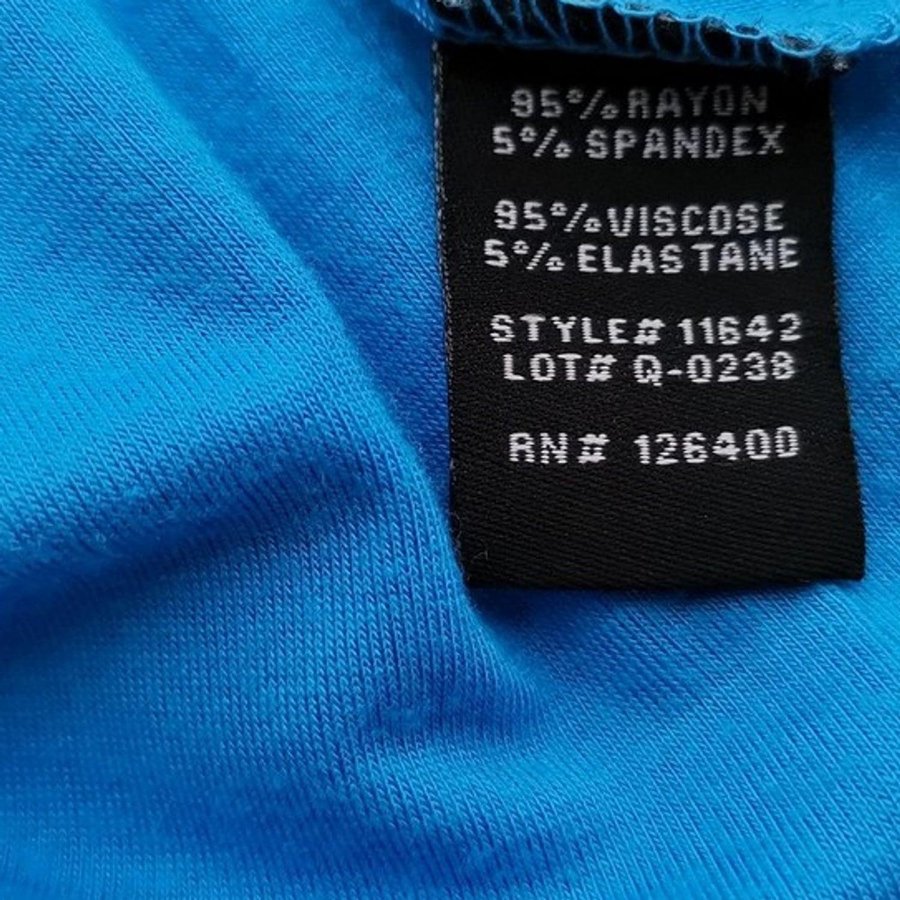 95% RAYON
5% SPANDEX
95% VISCOSE
5% ELASTANE
STYLE# 11642
LOT# Q-0238
RN# 126400